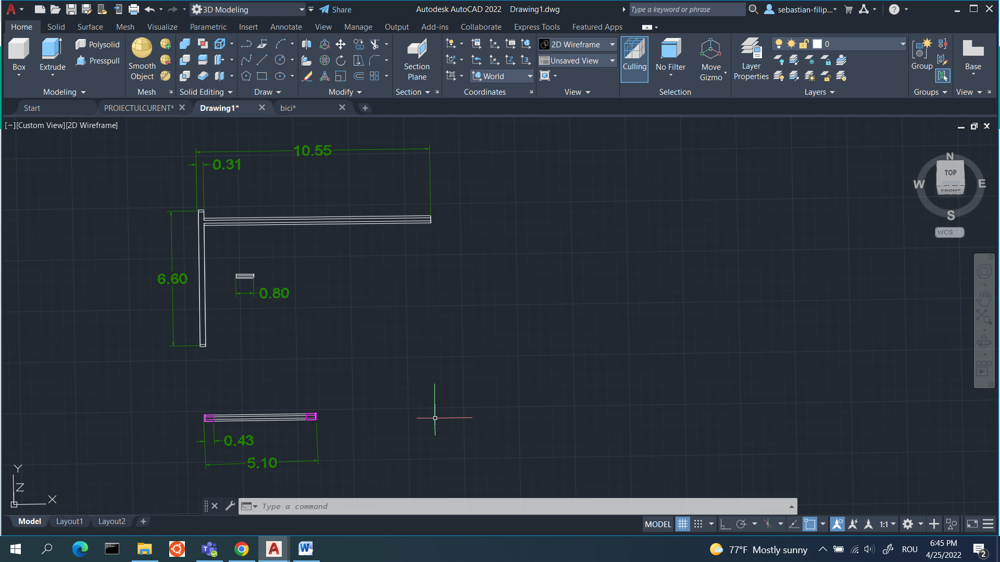 3D Modeling
Share
Autodesk AutoCAD 2022 Drawing1.dwg
Type a keyword or phrase
sebastian-filip...
Home Solid Surface Mesh Visualize Parametric Insert Annotate View Manage Output Add-ins Collaborate Express Tools Featured Apps
Box
Extrude
Polysolid
Presspull
Modeling
Smooth
Object
Mesh
Solid Editing
Draw
Modify
Section
Plane
Section
World
Coordinates
2D Wireframe
Unsaved View
View
Culling
No Filter
Move
Gizmo
Selection
Layer
Properties
0
Layers
Group
Groups
Base
View
Start
PROIECTULCURENT*
Drawing1*
bici*
[−][Custom View][2D Wireframe]
10.55
0.31
6.60
0.80
0.43
5.10
N
W
TOP
FRONT
E
S
WCS
Y
Z
X
Type a command
Model Layout1 Layout2
MODEL
1:1
77°F Mostly sunny
ROU
6:45 PM
4/25/2022
2